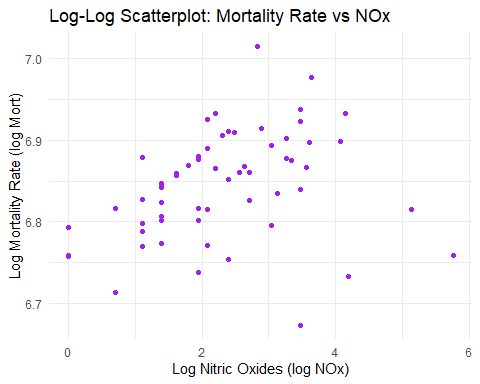 Log-Log Scatterplot: Mortality Rate vs NOx
Log Mortality Rate (log Mort)
7.0
6.9
6.8
6.7
0 2 4 6
Log Nitric Oxides (log NOx)